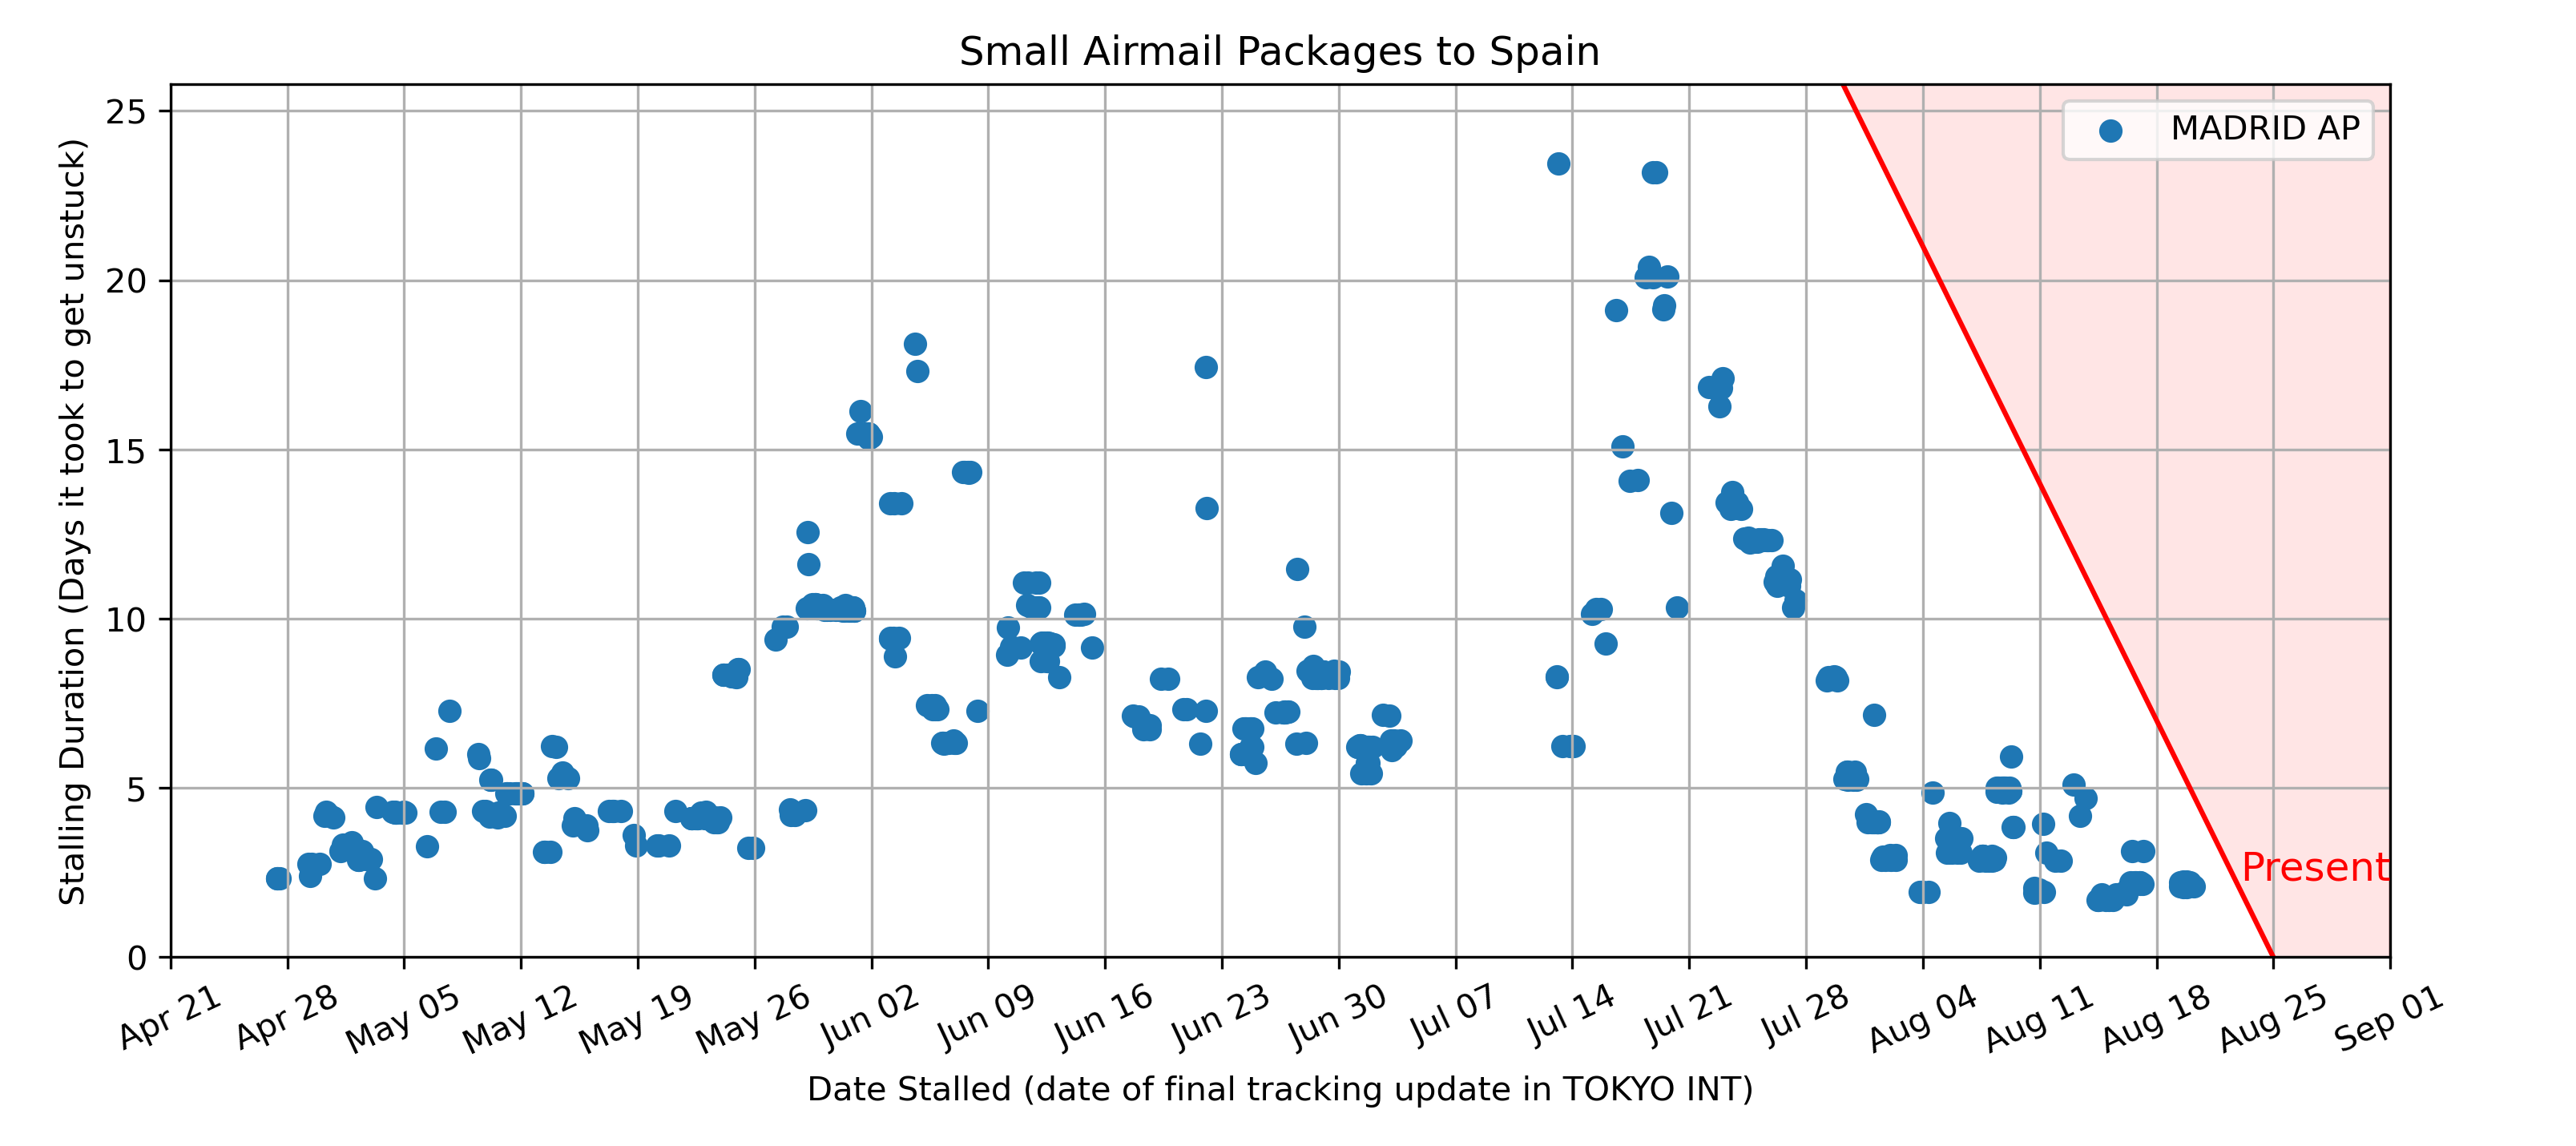 Small Airmail Packages to Spain
MADRID AP
Present
Stalling Duration (Days it took to get unstuck)
25
20
15
10
5
0
Apr 21
Apr 28
May 05
May 12
May 19
May 26
Jun 02
Jun 09
Jun 16
Jun 23
Jun 30
Jul 07
Jul 14
Jul 21
Jul 28
Aug 04
Aug 11
Aug 18
Aug 25
Sep 01
Date Stalled (date of final tracking update in TOKYO INT)